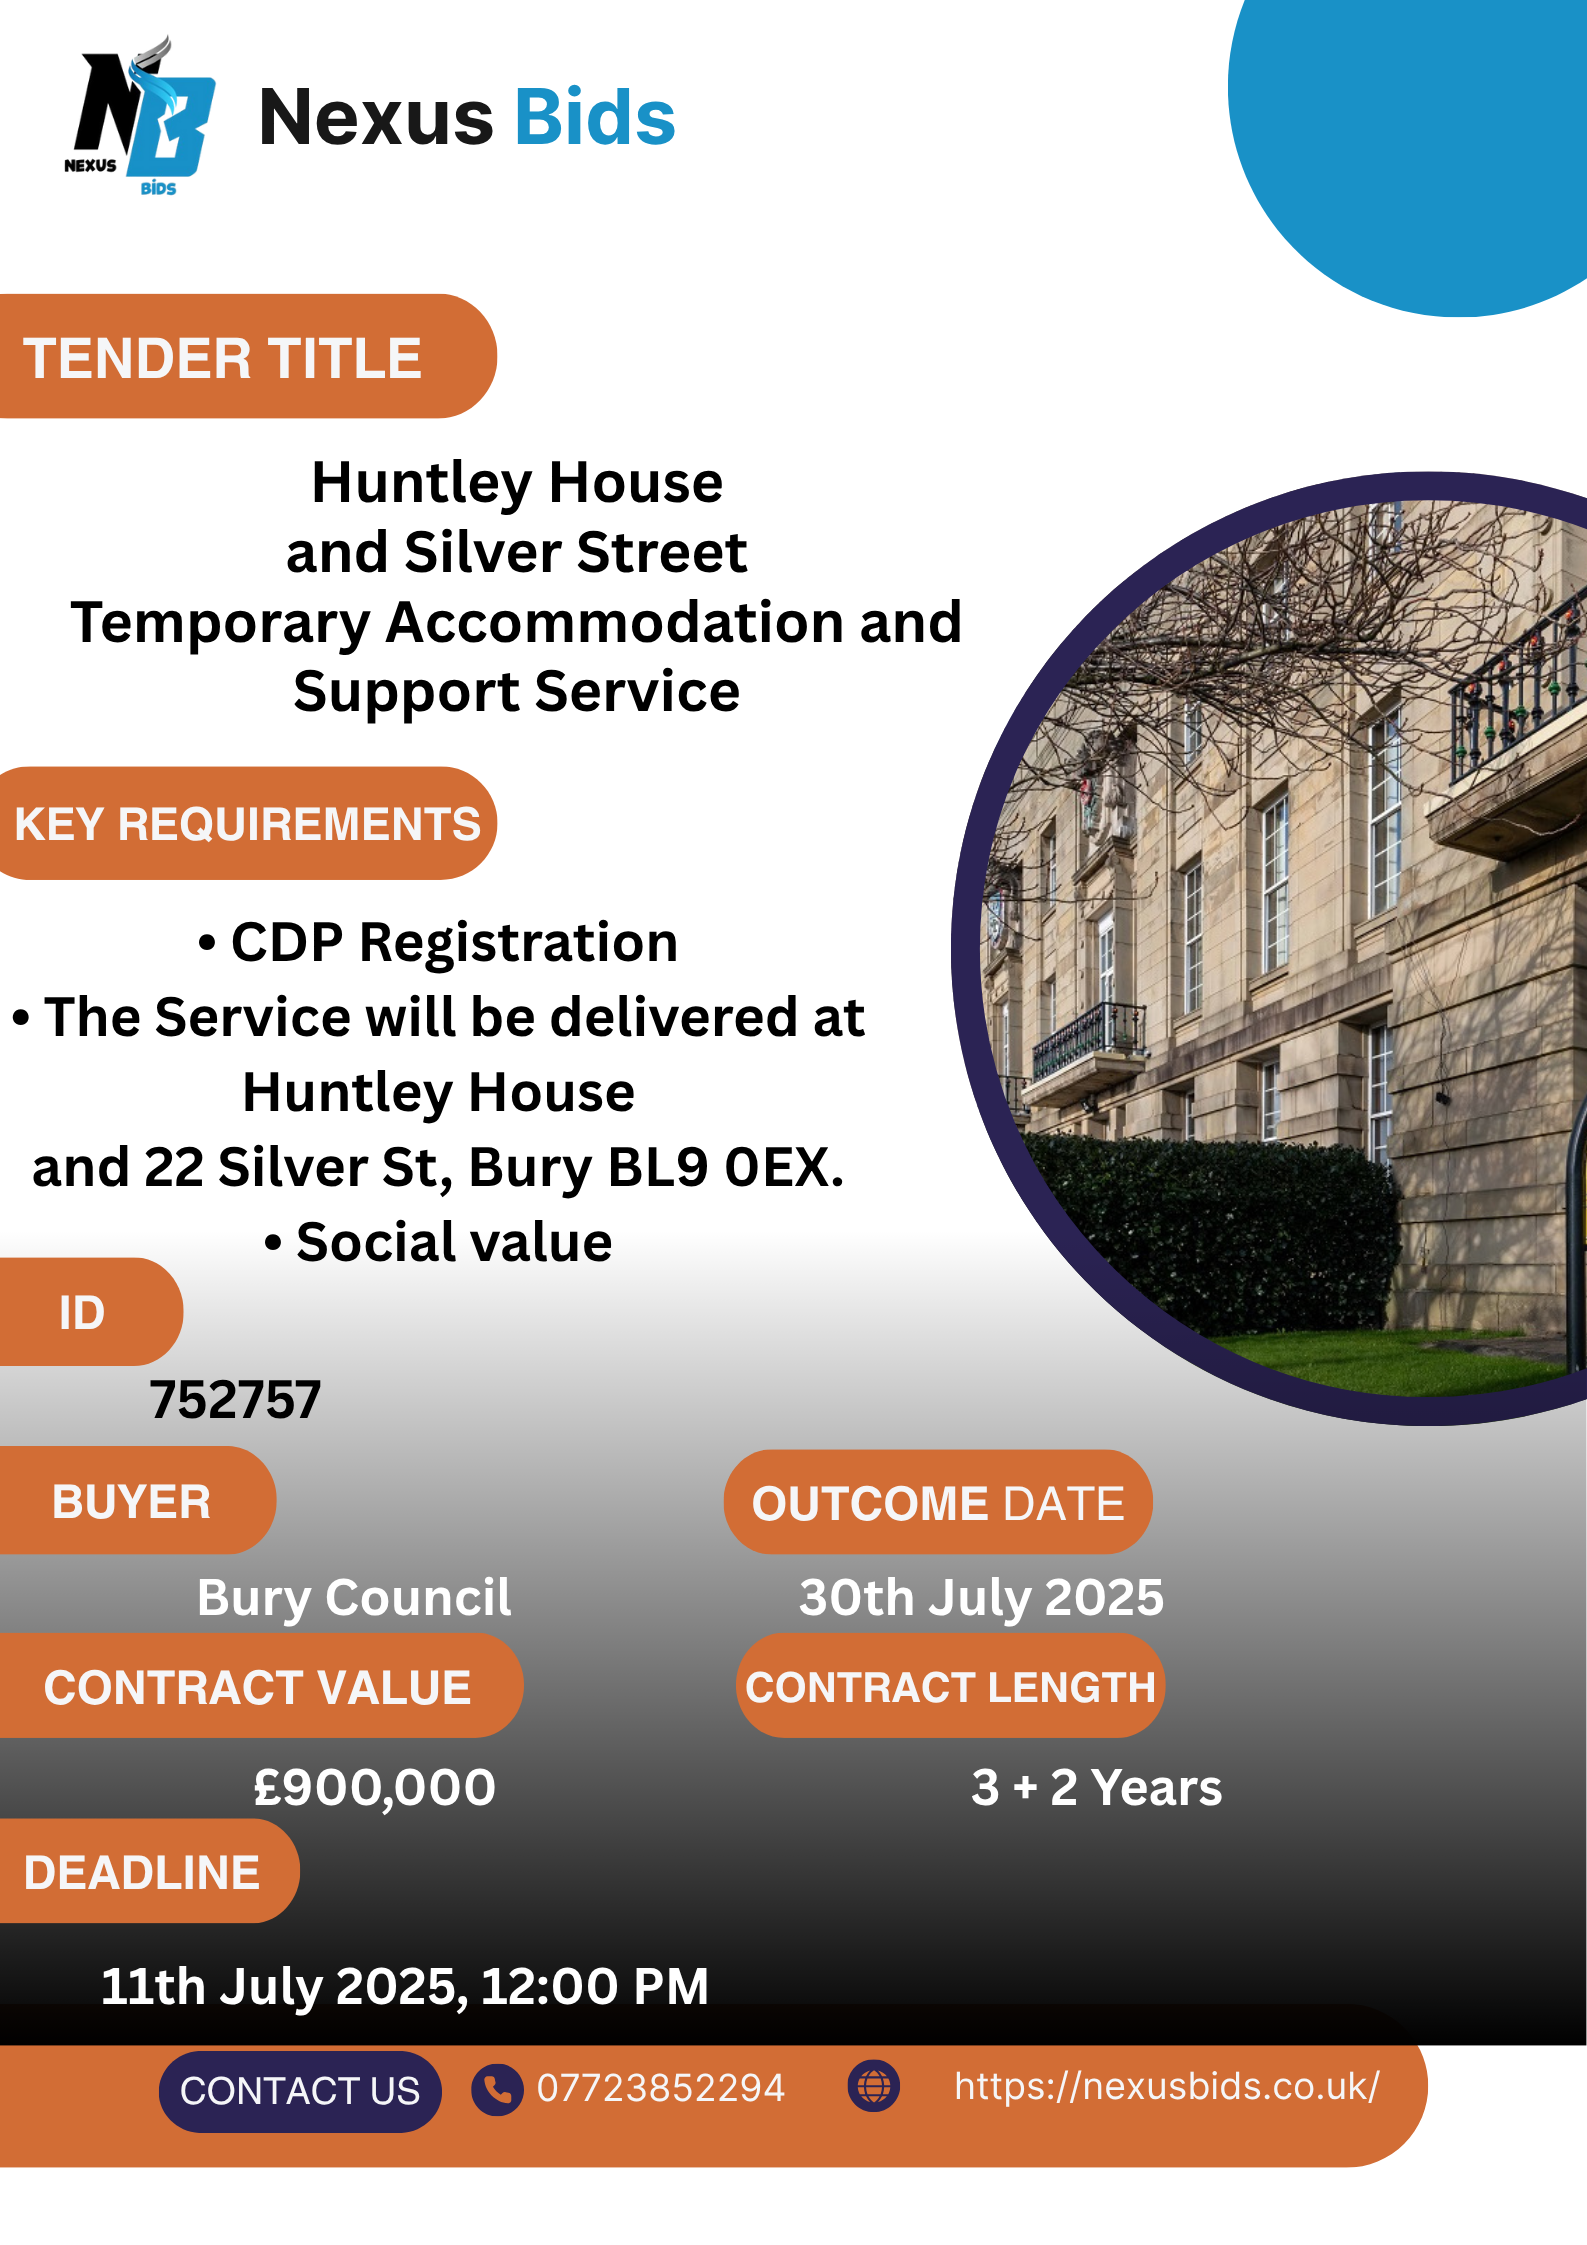 NEXUS
BiDS
Nexus Bids
TENDER TITLE
Huntley House
and Silver Street
Temporary Accommodation and
Support Service
KEY REQUIREMENTS
• CDP Registration
• The Service will be delivered at
Huntley House
and 22 Silver St, Bury BL9 0EX.
• Social value
ID
752757
BUYER
Bury Council
OUTCOME DATE
30th July 2025
CONTRACT VALUE
£900,000
CONTRACT LENGTH
3 + 2 Years
DEADLINE
11th July 2025, 12:00 PM
CONTACT US
07723852294
https://nexusbids.co.uk/